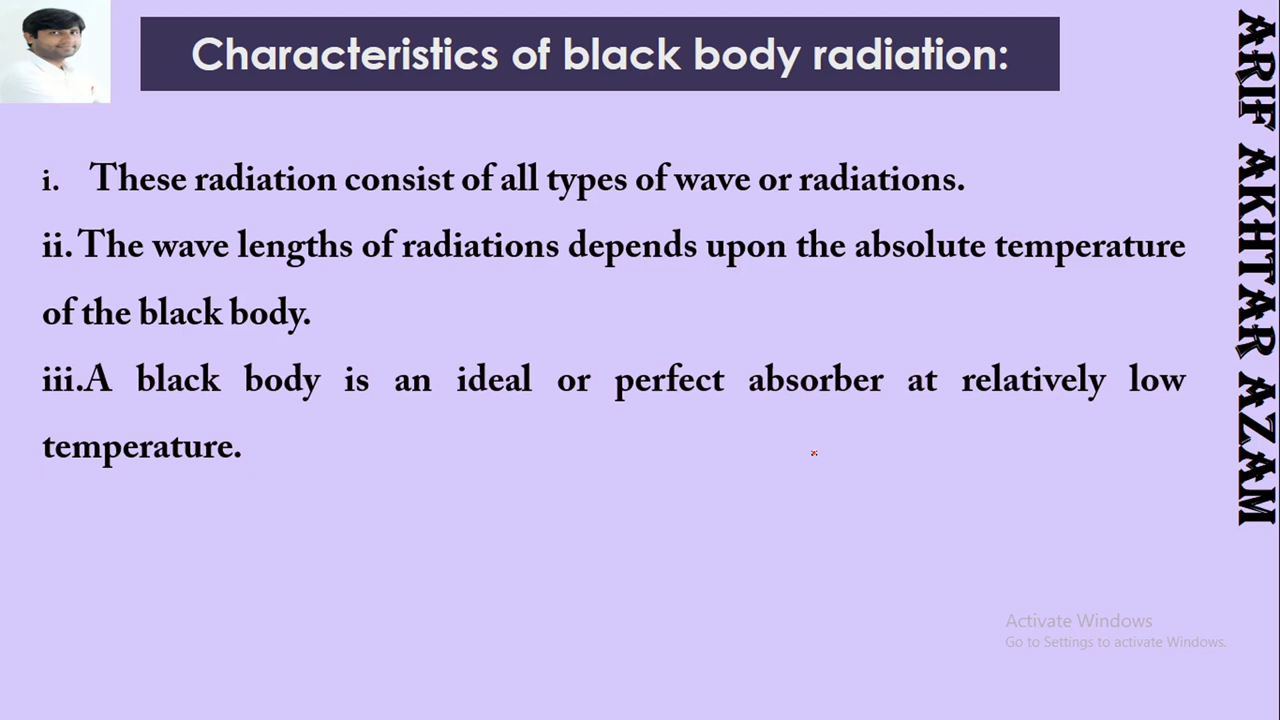 Characteristics of black body radiation:
i. These radiation consist of all types of wave or radiations.
ii. The wave lengths of radiations depends upon the absolute temperature
of the black body.
iii.A black body is an ideal or perfect absorber at relatively low
temperature.
ARIF AKHTAR AZAM
Activate Windows
Go to Settings to activate Windows.